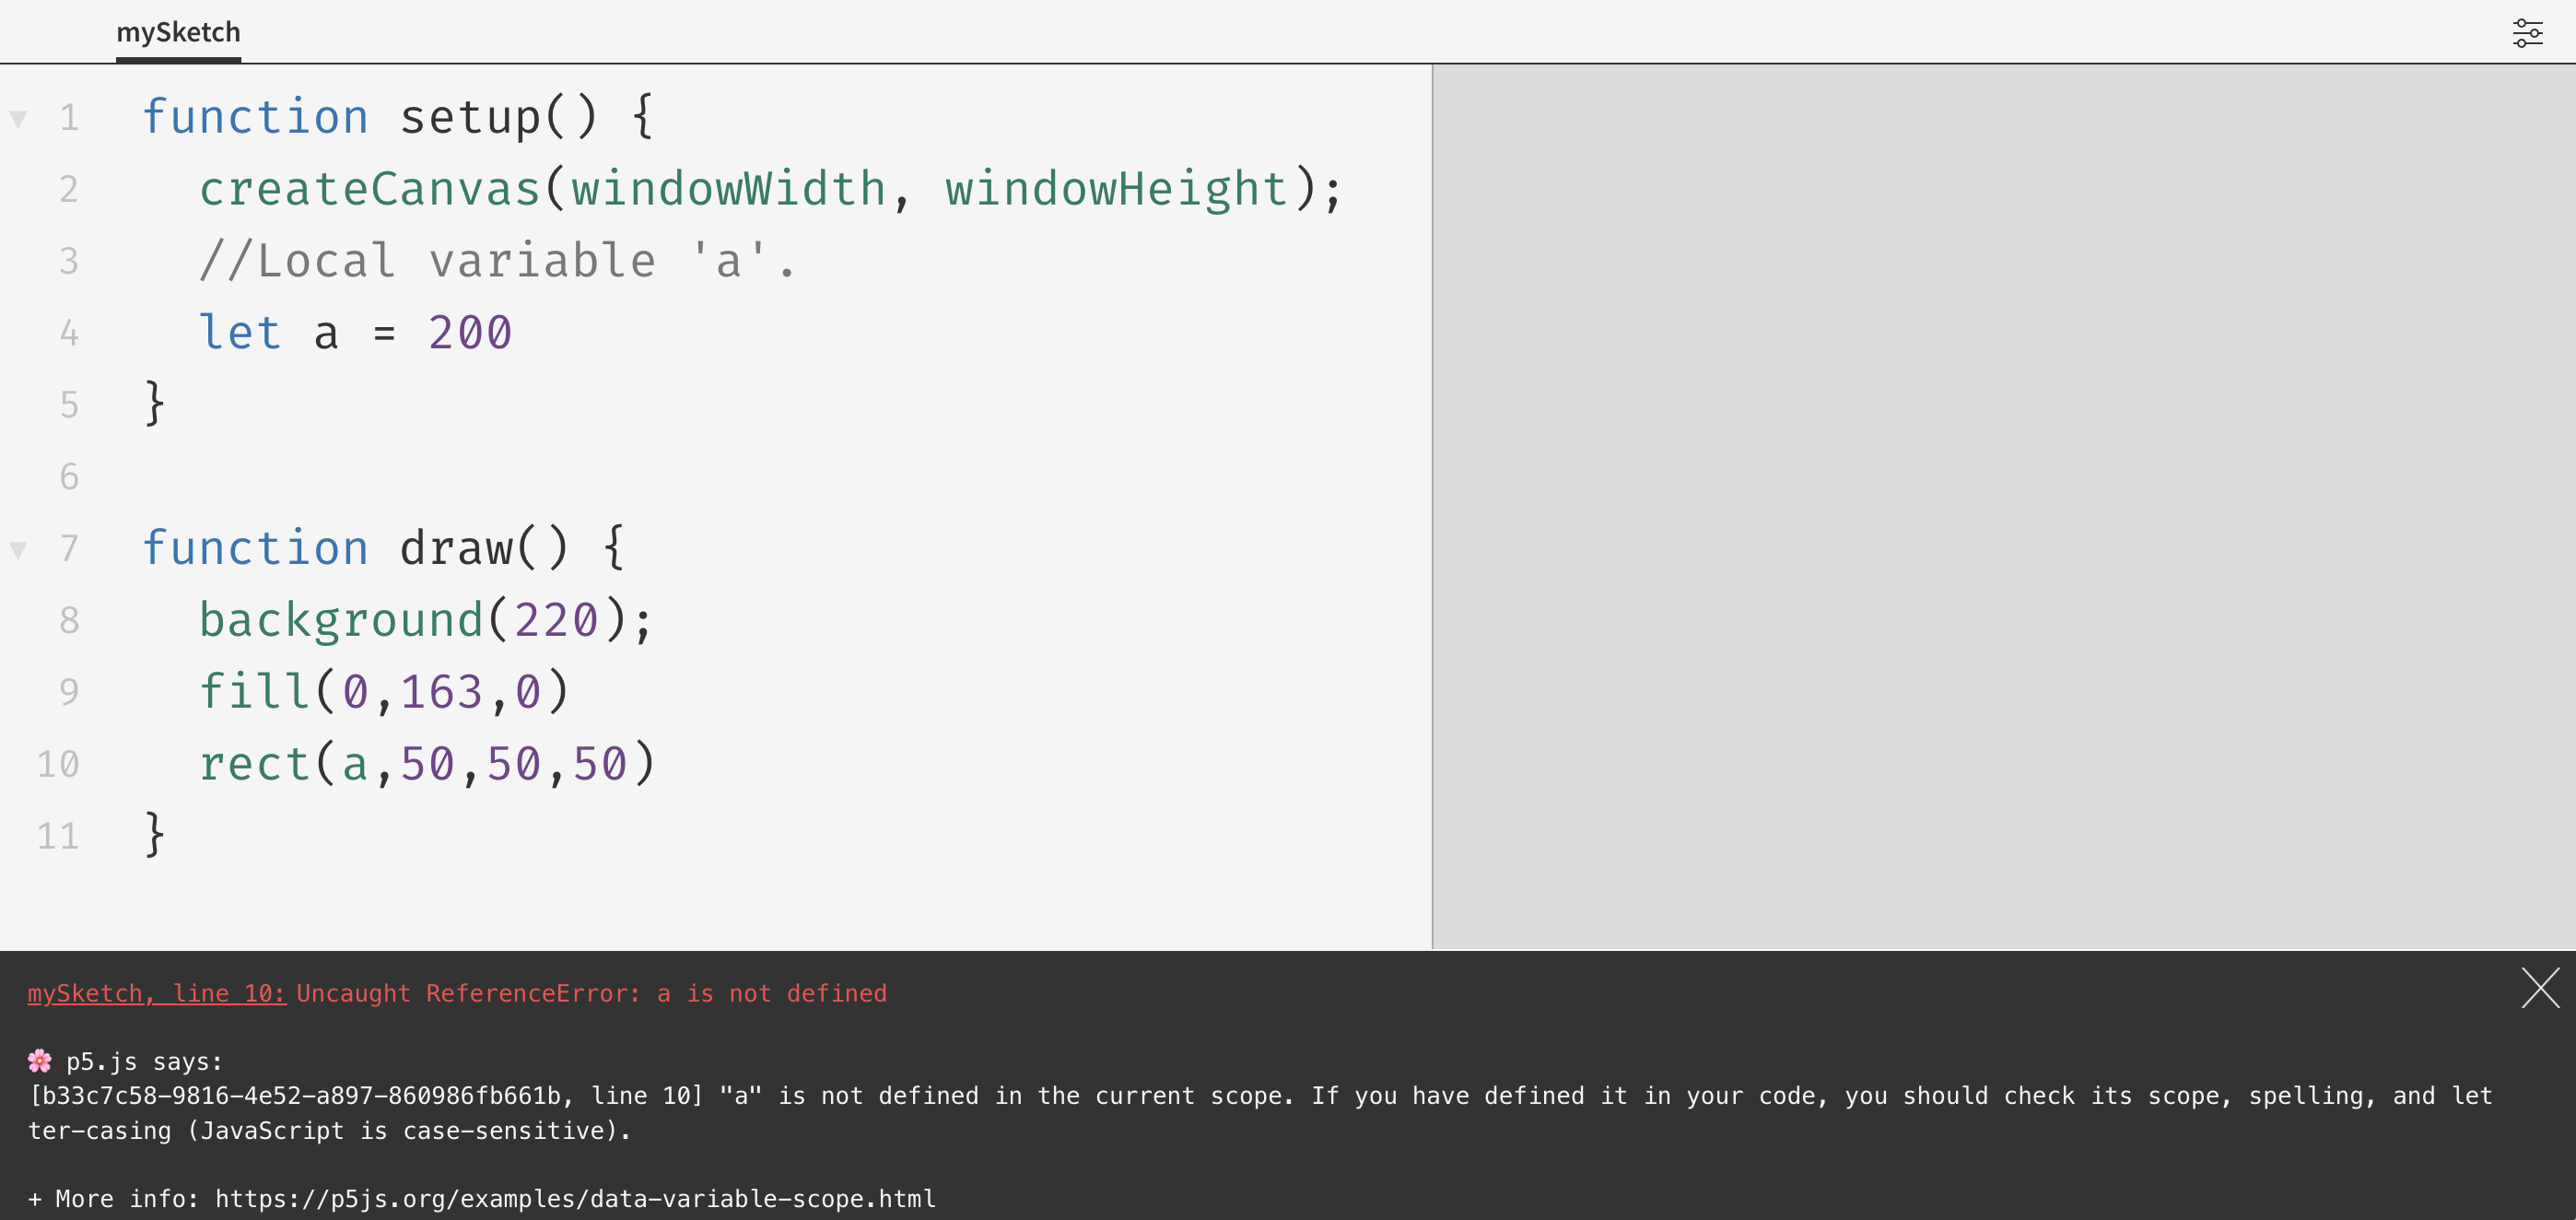 mySketch
1 function setup() {
2 createCanvas(windowWidth, windowHeight);
3 //Local variable 'a'.
4 let a = 200
5 }
6
7 function draw() {
8 background(220);
9 fill(0,163,0)
10 rect(a,50,50,50)
11 }
mySketch, line 10: Uncaught ReferenceError: a is not defined
🌸 p5.js says:
[b33c7c58-9816-4e52-a897-860986fb661b, line 10] "a" is not defined in the current scope. If you have defined it in your code, you should check its scope, spelling, and let
ter-casing (JavaScript is case-sensitive).
+ More info: https://p5js.org/examples/data-variable-scope.html